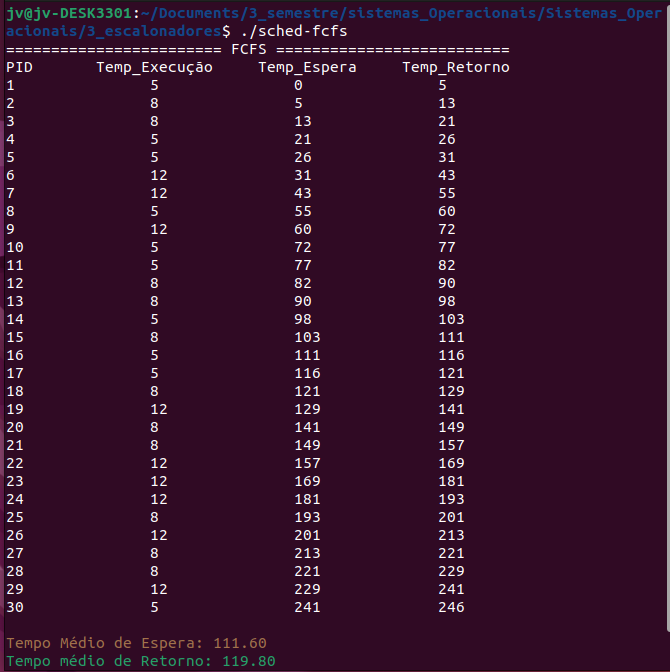 jv@jv-DESK3301:~/Documents/3_semestre/sistemas_Operacionais/Sistemas_Oper
acionais/3_escalonadores$ ./sched-fcfs
======================== FCFS ==========================
PID Temp_Execução Temp_Espera Temp_Retorno
1 5 0 5
2 8 5 13
3 8 13 21
4 5 21 26
5 5 26 31
6 12 31 43
7 12 43 55
8 5 55 60
9 12 60 72
10 5 72 77
11 5 77 82
12 8 82 90
13 8 90 98
14 5 98 103
15 8 103 111
16 5 111 116
17 5 116 121
18 8 121 129
19 12 129 141
20 8 141 149
21 8 149 157
22 12 157 169
23 12 169 181
24 12 181 193
25 8 193 201
26 12 201 213
27 8 213 221
28 8 221 229
29 12 229 241
30 5 241 246
Tempo Médio de Espera: 111.60
Tempo médio de Retorno: 119.80